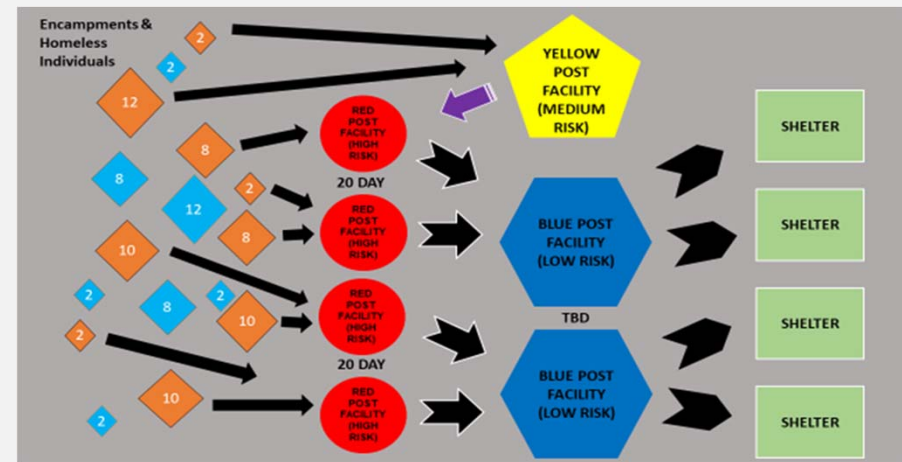 Encampments &
Homeless
Individuals
2
2
12
8
8
2
12
8
10
2
8
2
10
2
10
2
YELLOW
POST
FACILITY
(MEDIUM
RISK)
RED
POST
FACILITY
(HIGH
RISK)
20 DAY
RED
POST
FACILITY
(HIGH
RISK)
RED
POST
FACILITY
(HIGH
RISK)
20 DAY
RED
POST
FACILITY
(HIGH
RISK)
BLUE POST
FACILITY
(LOW RISK)
TBD
BLUE POST
FACILITY
(LOW RISK)
SHELTER
SHELTER
SHELTER
SHELTER